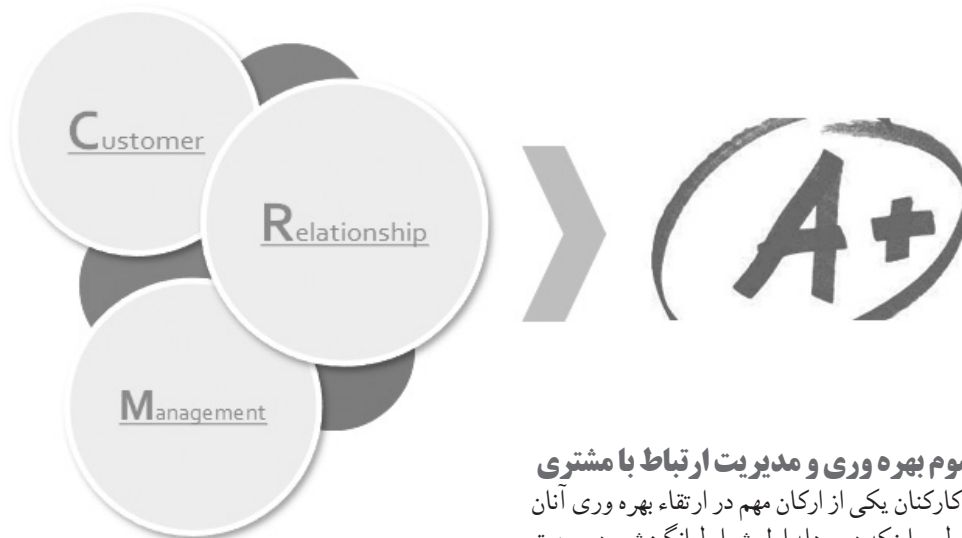 Customer
Relationship
Management
A+
بهره وری و مدیریت ارتباط با مشتری
کارکنان یکی از ارکان مهم در ارتقاء بهره وری آنان